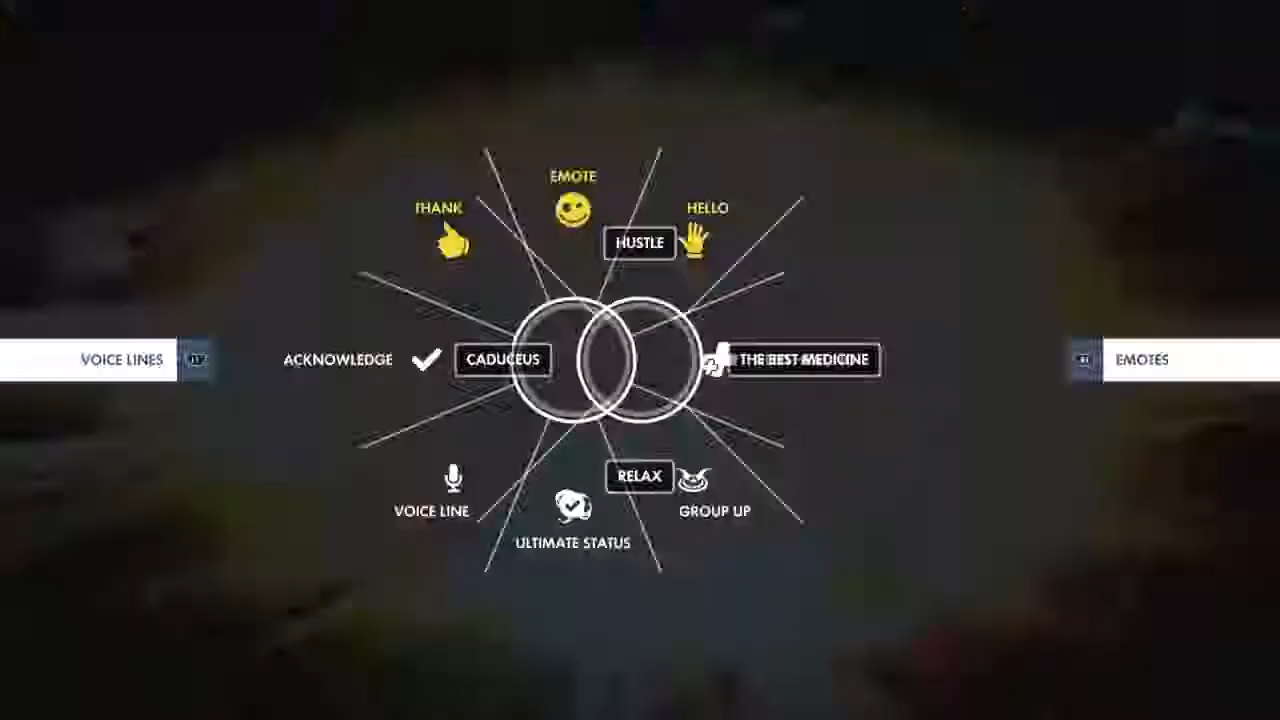 EMOTE
THANK
HELLO
HUSTLE
VOICE LINES
ACKNOWLEDGE
CADUCEUS
THE BEST MEDICINE
EMOTES
RELAX
VOICE LINE
GROUP UP
ULTIMATE STATUS